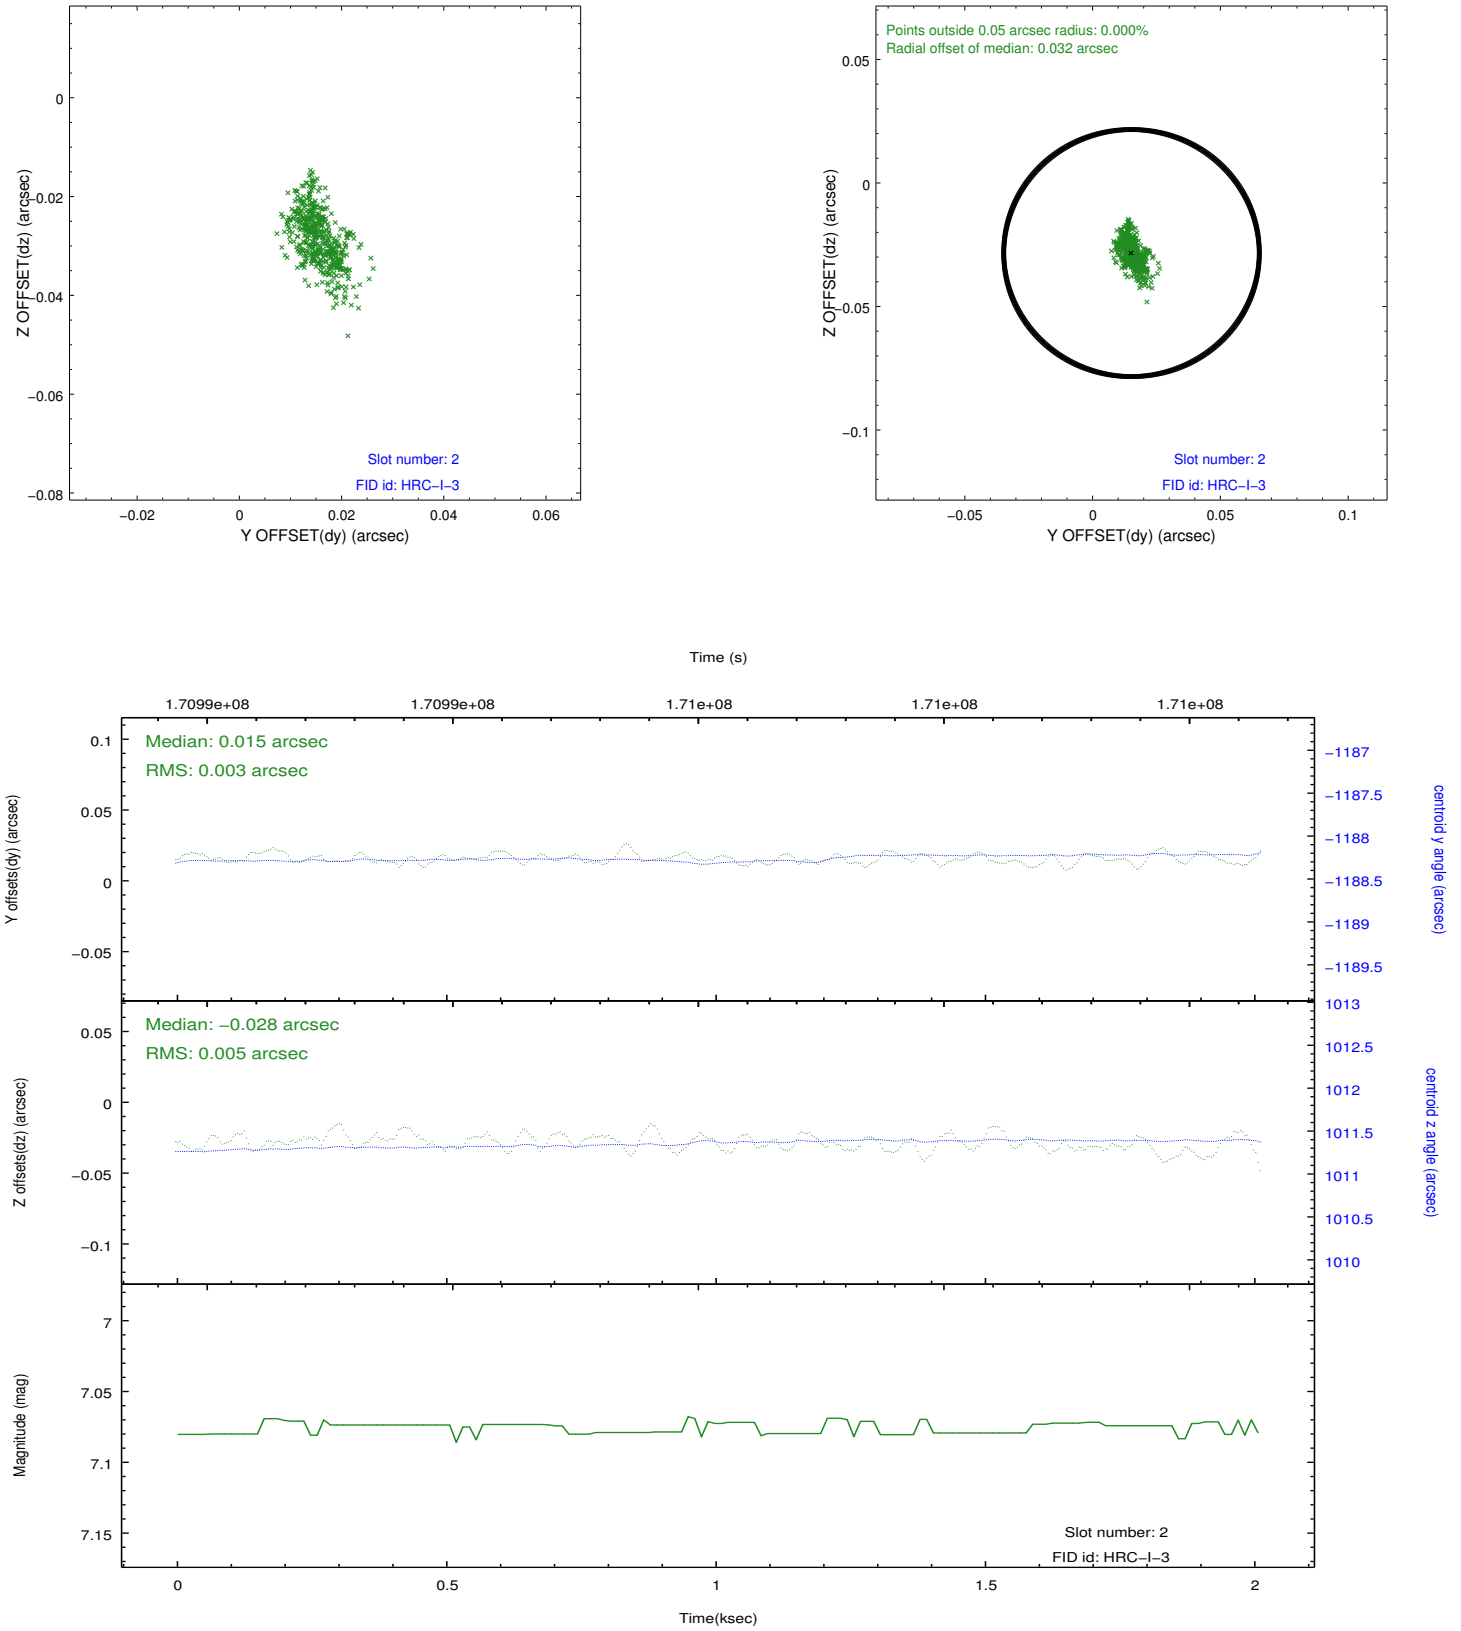 0
−0.02
−0.04
−0.06
−0.08
Z OFFSET(dz) (arcsec)
Slot number: 2
FID id: HRC−I−3
−0.02
0
0.02
0.04
0.06
Y OFFSET(dy) (arcsec)
Points outside 0.05 arcsec radius: 0.000%
Radial offset of median: 0.032 arcsec
0.05
0
−0.05
−0.1
Z OFFSET(dz) (arcsec)
Slot number: 2
FID id: HRC−I−3
−0.05
0
0.05
0.1
Y OFFSET(dy) (arcsec)
Time (s)
1.7099e+08
1.7099e+08
1.71e+08
1.71e+08
1.71e+08
Median: 0.015 arcsec
RMS: 0.003 arcsec
0.1
0.05
0
−0.05
Y offsets(dy) (arcsec)
−1187
−1187.5
−1188
−1188.5
−1189
−1189.5
centroid y angle (arcsec)
Median: −0.028 arcsec
RMS: 0.005 arcsec
0.05
0
−0.05
−0.1
Z offsets(dz) (arcsec)
1013
1012.5
1012
1011.5
1011
1010.5
1010
centroid z angle (arcsec)
7
7.05
7.1
7.15
Magnitude (mag)
Slot number: 2
FID id: HRC−I−3
0
0.5
1
1.5
2
Time(ksec)